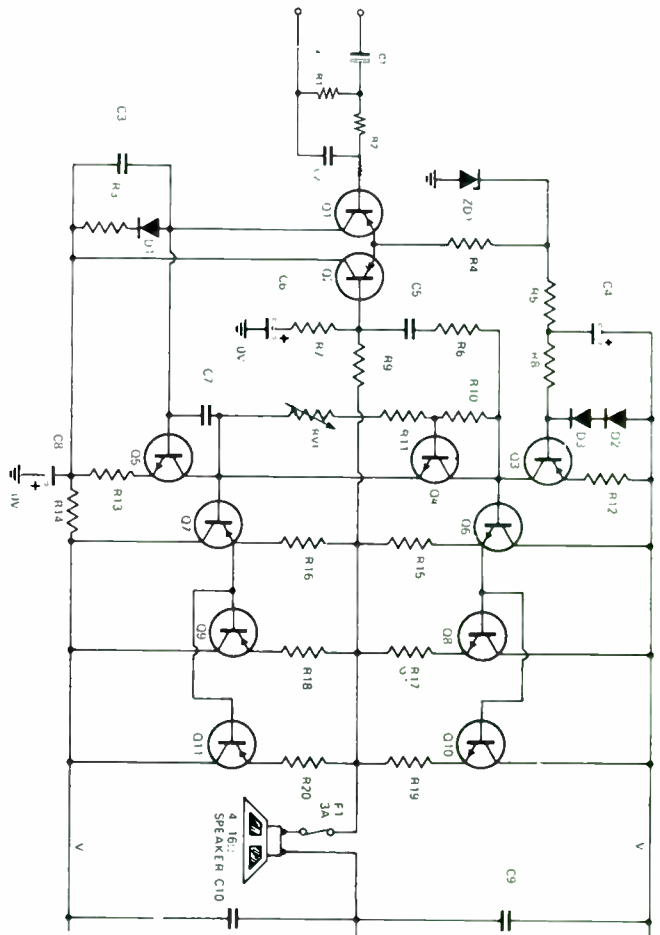 V
C4
D2
R12
D3
R5
R8
Q3
C9
ZD1
R4
R6
R10
Q6
Q8
Q10
C5
R11
Q4
R15
R17
R19
R9
R1
Q1
F1
3A
R7
RV1
R16
R18
R20
C6
0V
C7
Q7
Q9
Q11
SPEAKER C10
C3
R3
D1
Q5
R13
C8
R14
0V
V